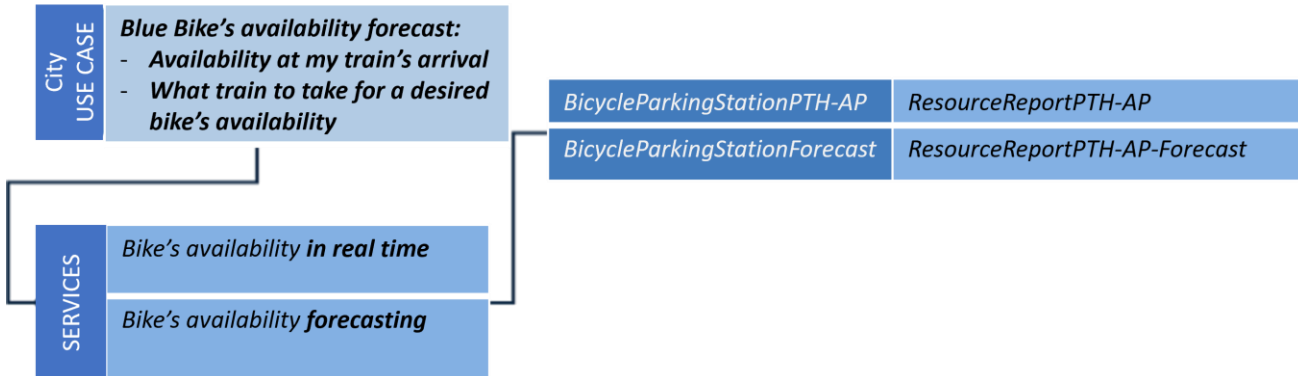 City
USE CASE
Blue Bike’s availability forecast:
- Availability at my train’s arrival
- What train to take for a desired
bike’s availability
BicycleParkingStationPTH-AP
ResourceReportPTH-AP
BicycleParkingStationForecast
ResourceReportPTH-AP-Forecast
SERVICES
Bike’s availability in real time
Bike’s availability forecasting